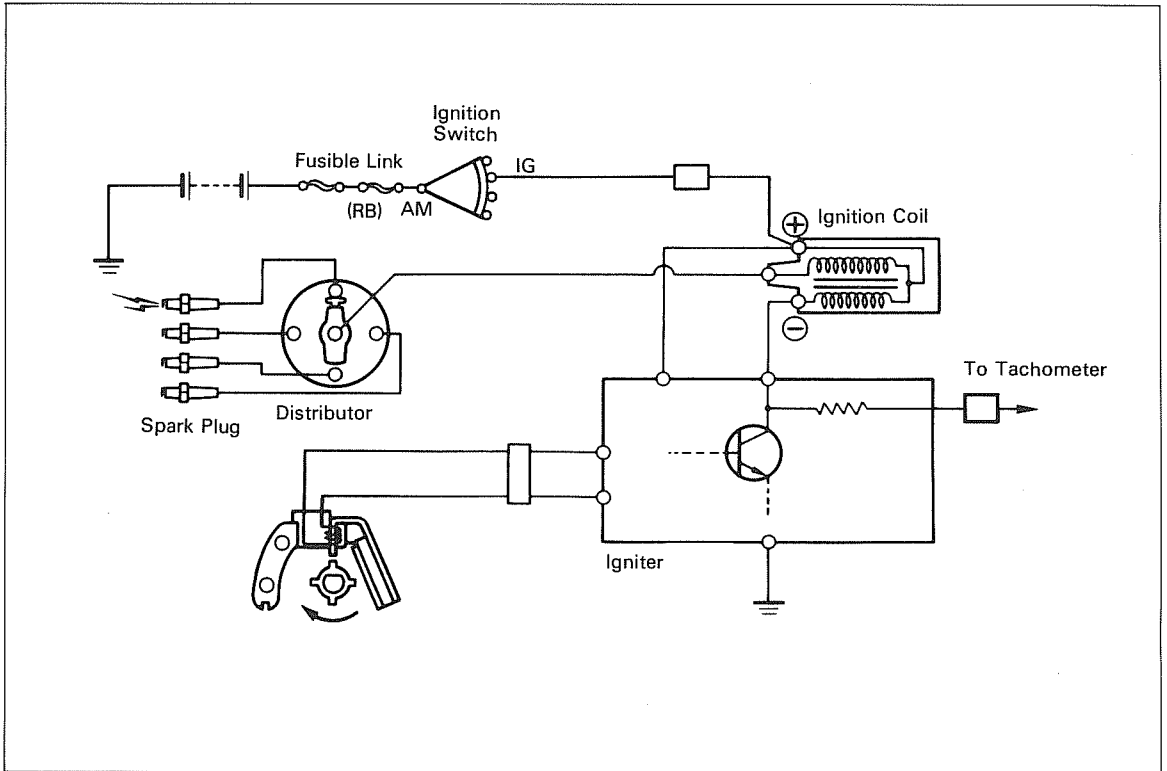 Ignition
Switch
Fusible Link
IG
(RB)
AM
+
Ignition Coil
−
To Tachometer
Spark Plug
Distributor
Igniter